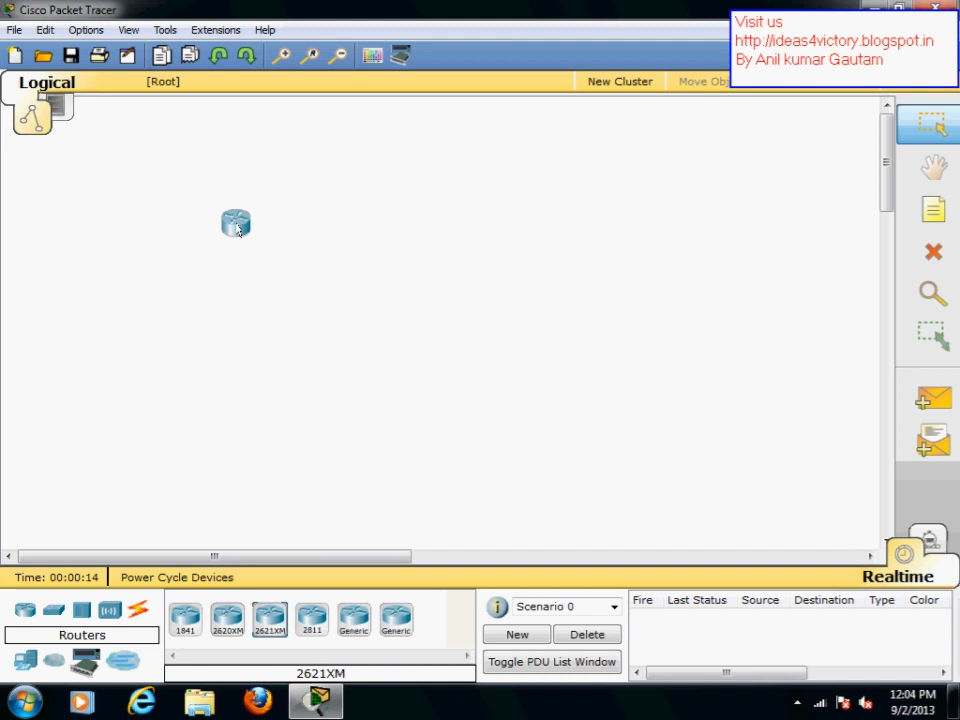 Cisco Packet Tracer
File Edit Options View Tools Extensions Help
Visit us
http://ideas4victory.blogspot.in
By Anil kumar Gautam
Logical [Root] New Cluster Move Obj
Time: 00:00:14 Power Cycle Devices
Realtime
Routers
1841 2620XM 2621XM 2811 Generic Generic
2621XM
Scenario 0
New Delete
Toggle PDU List Window
Fire Last Status Source Destination Type Color
12:04 PM
9/2/2013